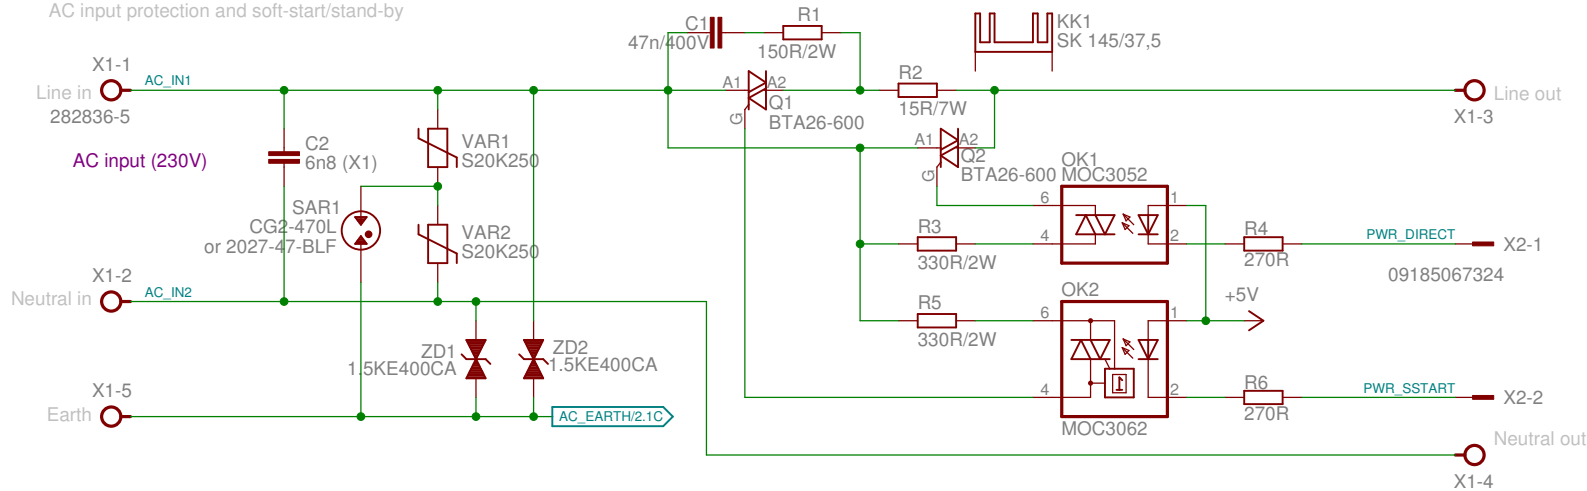 AC input protection and soft-start/stand-by
C1
47n/400V
R1
150R/2W
KK1
SK 145/37,5
X1-1
Line in
282836-5
AC_IN1
A1
A2
G
Q1
BTA26-600
R2
15R/7W
Line out
X1-3
AC input (230V)
C2
6n8 (X1)
VAR1
S20K250
A1
A2
G
Q2
BTA26-600
OK1
MOC3052
6
4
1
2
SAR1
CG2-470L
or 2027-47-BLF
VAR2
S20K250
R3
330R/2W
R4
270R
PWR_DIRECT
X2-1
09185067324
X1-2
Neutral in
AC_IN2
OK2
+5V
R5
330R/2W
6
4
1
2
1
MOC3062
ZD1
1.5KE400CA
ZD2
1.5KE400CA
R6
270R
PWR_SSTART
X2-2
X1-5
Earth
AC_EARTH/2.1C
Neutral out
X1-4